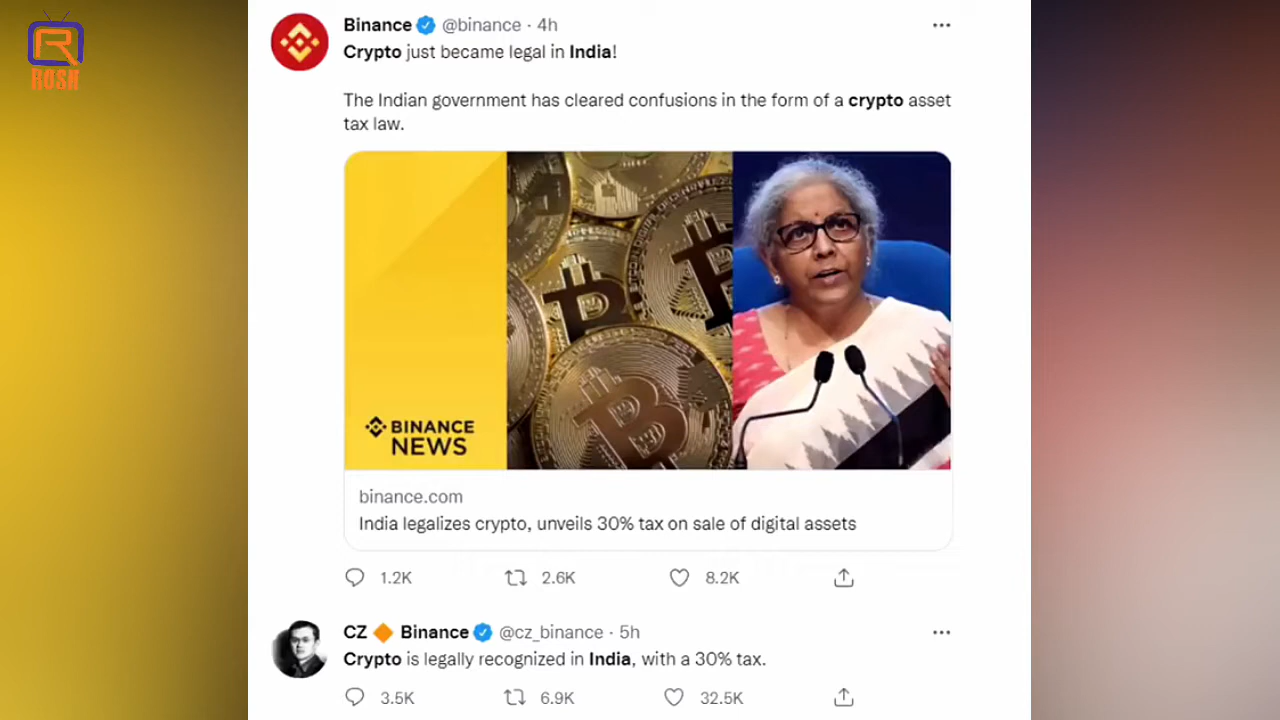 ROSH
Binance @binance · 4h
Crypto just became legal in India!
The Indian government has cleared confusions in the form of a crypto asset
tax law.
BINANCE
NEWS
binance.com
India legalizes crypto, unveils 30% tax on sale of digital assets
1.2K 2.6K 8.2K
CZ 🔶 Binance @cz_binance · 5h
Crypto is legally recognized in India, with a 30% tax.
3.5K 6.9K 32.5K